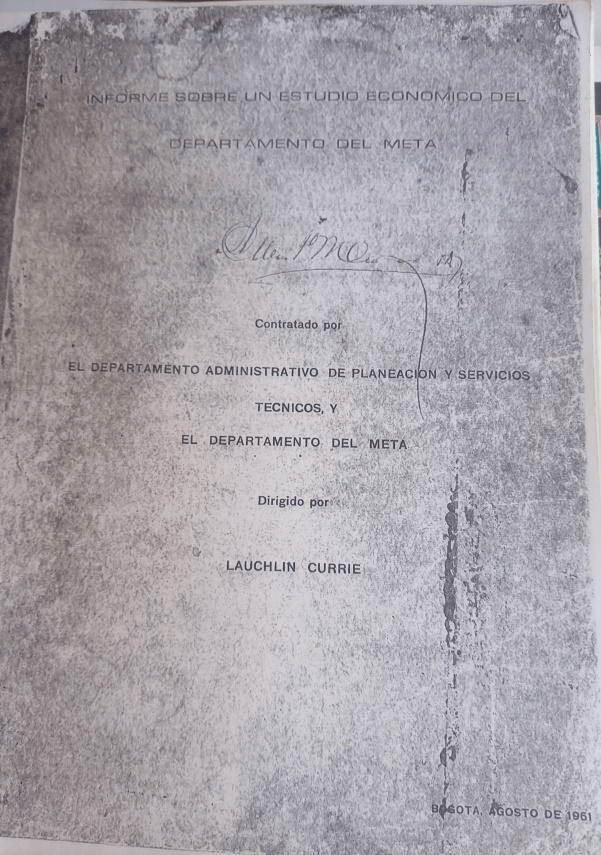 INFORME SOBRE UN ESTUDIO ECONOMICO DEL
DEPARTAMENTO DEL META
Contratado por
EL DEPARTAMENTO ADMINISTRATIVO DE PLANEACION Y SERVICIOS
TECNICOS, Y
EL DEPARTAMENTO DEL META
Dirigido por
LAUCHLIN CURRIE
BOGOTA, AGOSTO DE 1961